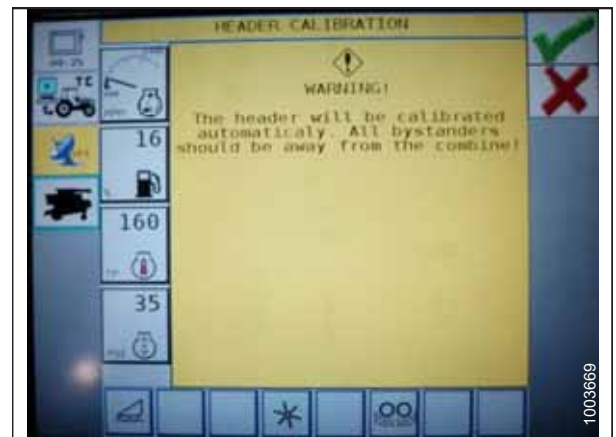 HEADER CALIBRATION
WARNING!
The header will be calibrated
automaticaly. All bystanders
should be away from the combine!
TC
16
160
35
1003669